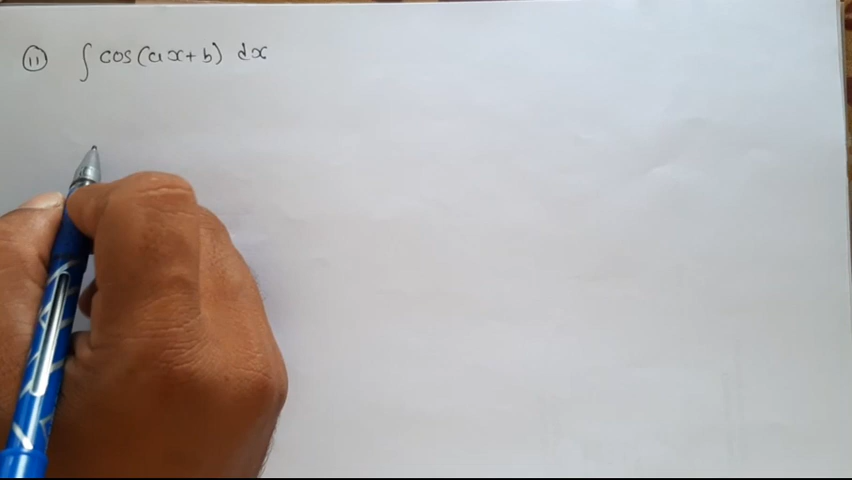 11 ∫ cos(ax+b) dx